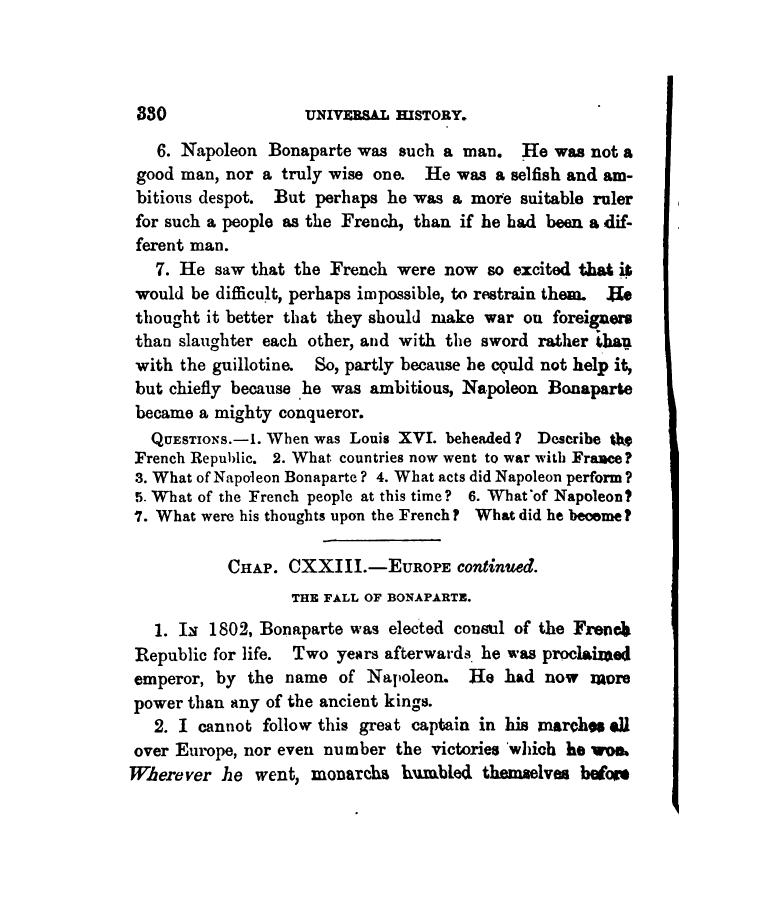 330 UNIVERSAL HISTORY.
6. Napoleon Bonaparte was such a man. He was not a
good man, nor a truly wise one. He was a selfish and am-
bitious despot. But perhaps he was a more suitable ruler
for such a people as the French, than if he had been a dif-
ferent man.
7. He saw that the French were now so excited that it
would be difficult, perhaps impossible, to restrain them. He
thought it better that they should make war on foreigners
than slaughter each other, and with the sword rather than
with the guillotine. So, partly because he could not help it,
but chiefly because he was ambitious, Napoleon Bonaparte
became a mighty conqueror.
QUESTIONS.—1. When was Louis XVI. beheaded? Describe the
French Republic. 2. What countries now went to war with France?
3. What of Napoleon Bonaparte? 4. What acts did Napoleon perform?
5. What of the French people at this time? 6. What of Napoleon?
7. What were his thoughts upon the French? What did he become?
CHAP. CXXIII.—EUROPE continued.
THE FALL OF BONAPARTE.
1. IN 1802, Bonaparte was elected consul of the French
Republic for life. Two years afterwards he was proclaimed
emperor, by the name of Napoleon. He had now more
power than any of the ancient kings.
2. I cannot follow this great captain in his marches all
over Europe, nor even number the victories which he won.
Wherever he went, monarchs humbled themselves before